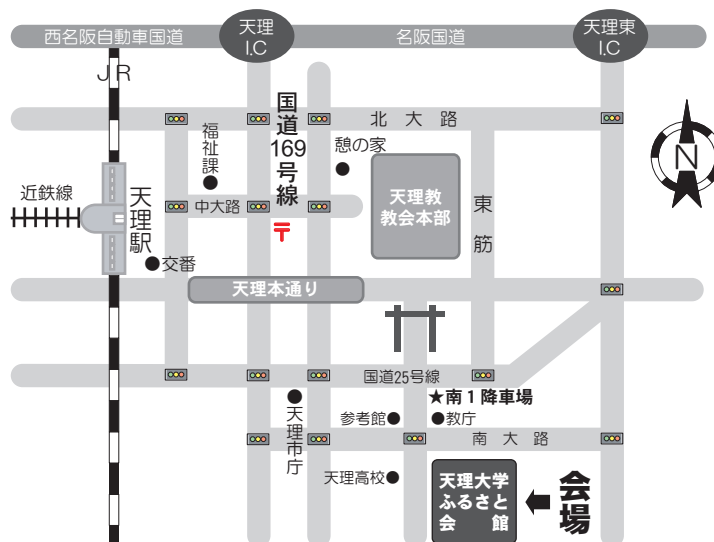 西名阪自動車国道
天理
I.C
名阪国道
天理東
I.C
JR
国道169号線
北大路
福祉課
憩の家
N
近鉄線
天理駅
中大路
天理教
教会本部
東筋
〒
交番
天理本通り
国道25号線
★南1降車場
天理市庁
参考館
教庁
南大路
天理高校
天理大学
ふるさと
会館
会場